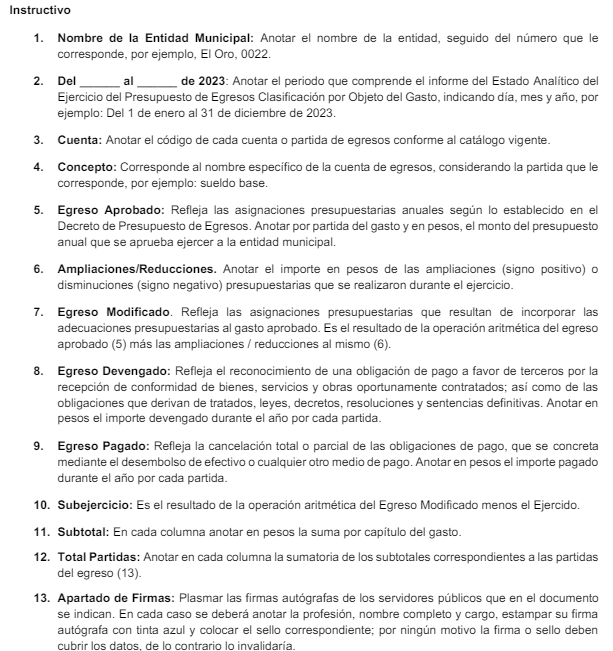 Instructivo
1. Nombre de la Entidad Municipal: Anotar el nombre de la entidad, seguido del número que le
corresponde, por ejemplo, El Oro, 0022.
2. Del ______ al ______ de 2023: Anotar el periodo que comprende el informe del Estado Analítico del
Ejercicio del Presupuesto de Egresos Clasificación por Objeto del Gasto, indicando día, mes y año, por
ejemplo: Del 1 de enero al 31 de diciembre de 2023.
3. Cuenta: Anotar el código de cada cuenta o partida de egresos conforme al catálogo vigente.
4. Concepto: Corresponde al nombre específico de la cuenta de egresos, considerando la partida que le
corresponde, por ejemplo: sueldo base.
5. Egreso Aprobado: Refleja las asignaciones presupuestarias anuales según lo establecido en el
Decreto de Presupuesto de Egresos. Anotar por partida del gasto y en pesos, el monto del presupuesto
anual que se aprueba ejercer a la entidad municipal.
6. Ampliaciones/Reducciones. Anotar el importe en pesos de las ampliaciones (signo positivo) o
disminuciones (signo negativo) presupuestarias que se realizaron durante el ejercicio.
7. Egreso Modificado. Refleja las asignaciones presupuestarias que resultan de incorporar las
adecuaciones presupuestarias al gasto aprobado. Es el resultado de la operación aritmética del egreso
aprobado (5) más las ampliaciones / reducciones al mismo (6).
8. Egreso Devengado: Refleja el reconocimiento de una obligación de pago a favor de terceros por la
recepción de conformidad de bienes, servicios y obras oportunamente contratados; así como de las
obligaciones que derivan de tratados, leyes, decretos, resoluciones y sentencias definitivas. Anotar en
pesos el importe devengado durante el año por cada partida.
9. Egreso Pagado: Refleja la cancelación total o parcial de las obligaciones de pago, que se concreta
mediante el desembolso de efectivo o cualquier otro medio de pago. Anotar en pesos el importe pagado
durante el año por cada partida.
10. Subejercicio: Es el resultado de la operación aritmética del Egreso Modificado menos el Ejercido.
11. Subtotal: En cada columna anotar en pesos la suma por capítulo del gasto.
12. Total Partidas: Anotar en cada columna la sumatoria de los subtotales correspondientes a las partidas
del egreso (13).
13. Apartado de Firmas: Plasmar las firmas autógrafas de los servidores públicos que en el documento
se indican. En cada caso se deberá anotar la profesión, nombre completo y cargo, estampar su firma
autógrafa con tinta azul y colocar el sello correspondiente; por ningún motivo la firma o sello deben
cubrir los datos, de lo contrario lo invalidaría.